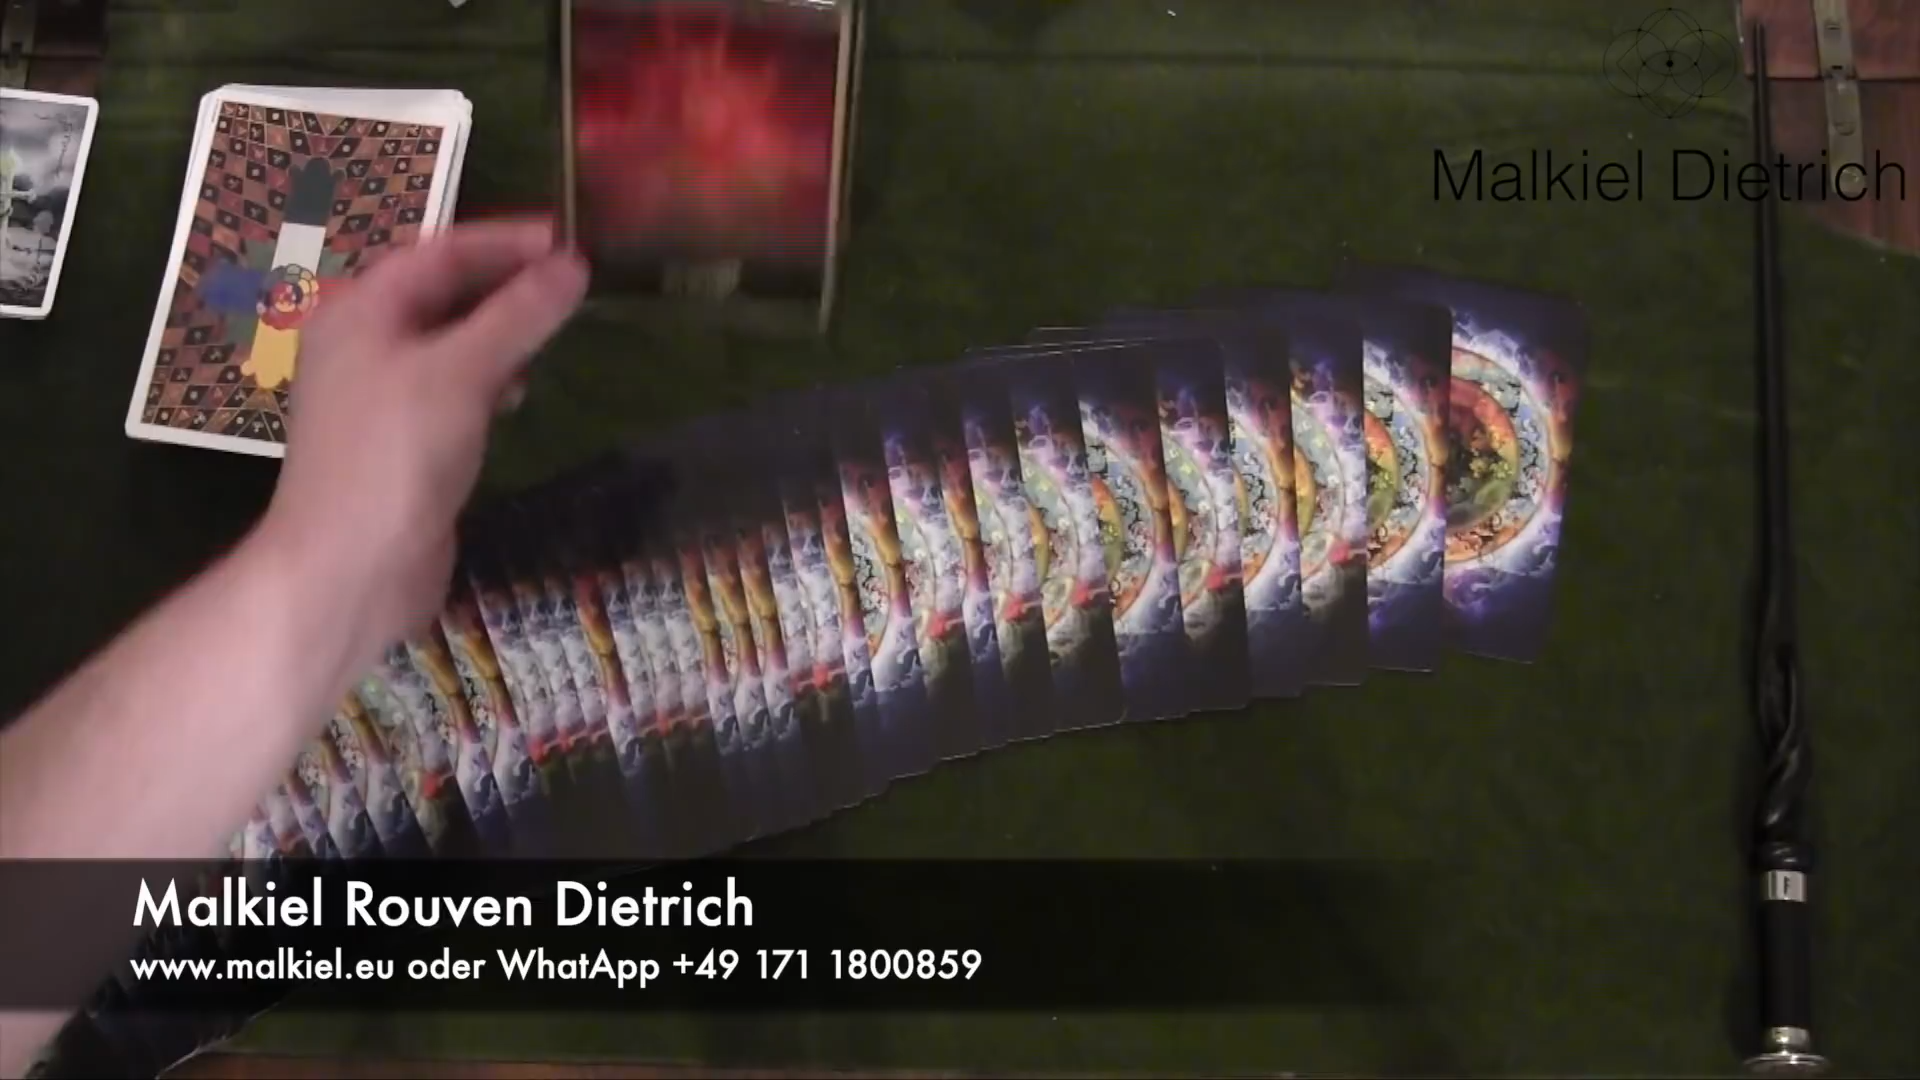 Malkiel Dietrich
Malkiel Rouven Dietrich
www.malkiel.eu oder WhatApp +49 171 1800859